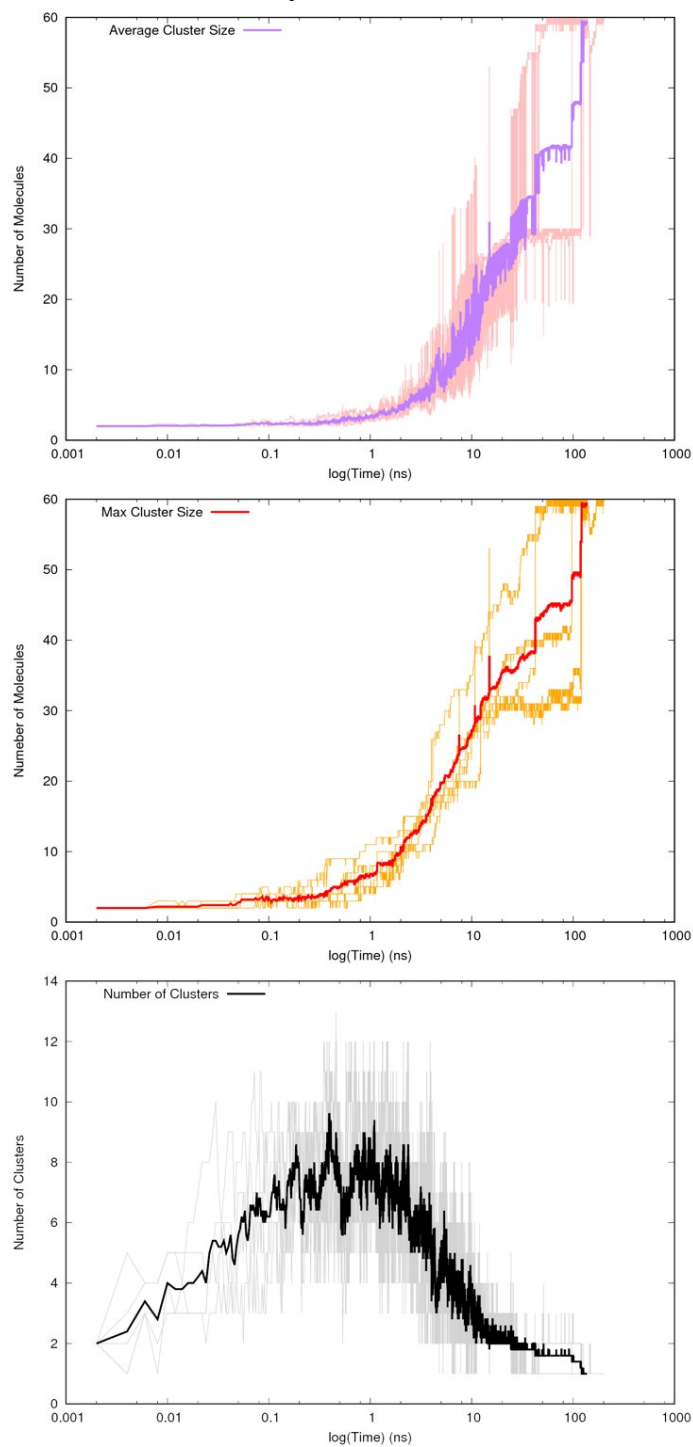 60
Average Cluster Size
50
40
Number of Molecules
30
20
10
0
0.001 0.01 0.1 1 10 100 1000
log(Time) (ns)
60
Max Cluster Size
50
40
Numeber of Molecules
30
20
10
0
0.001 0.01 0.1 1 10 100 1000
log(Time) (ns)
14
Number of Clusters
12
10
8
Number of Clusters
6
4
2
0
0.001 0.01 0.1 1 10 100 1000
log(Time) (ns)